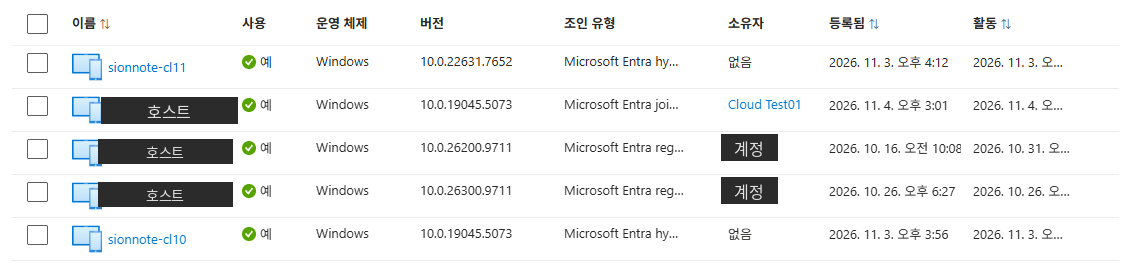 이름 ↑↓ 사용 운영 체제 버전 조인 유형 소유자 등록됨 ↑↓ 활동 ↑↓
sionnote-cl11 예 Windows 10.0.22631.7652 Microsoft Entra hy... 없음 2026. 11. 3. 오후 4:12 2026. 11. 3. 오...
호스트 예 Windows 10.0.19045.5073 Microsoft Entra joi... Cloud Test01 2026. 11. 4. 오후 3:01 2026. 11. 4. 오...
호스트 예 Windows 10.0.26200.9711 Microsoft Entra reg... 계정 2026. 10. 16. 오전 10:08 2026. 10. 31. 오...
호스트 예 Windows 10.0.26300.9711 Microsoft Entra reg... 계정 2026. 10. 26. 오후 6:27 2026. 10. 26. 오...
sionnote-cl10 예 Windows 10.0.19045.5073 Microsoft Entra hy... 없음 2026. 11. 3. 오후 3:56 2026. 11. 3. 오...